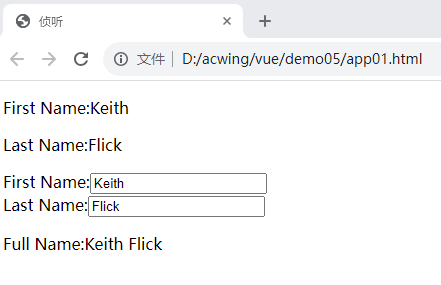 侦听
文件 D:/acwing/vue/demo05/app01.html
First Name:Keith
Last Name:Flick
First Name:Keith
Last Name:Flick
Full Name:Keith Flick